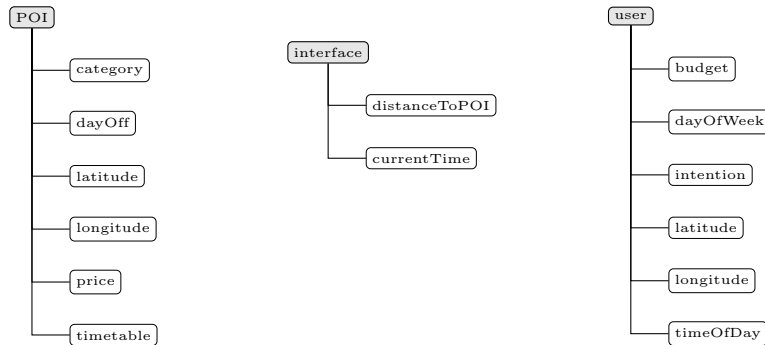 POI
category
dayOff
latitude
longitude
price
timetable
interface
distanceToPOI
currentTime
user
budget
dayOfWeek
intention
latitude
longitude
timeOfDay